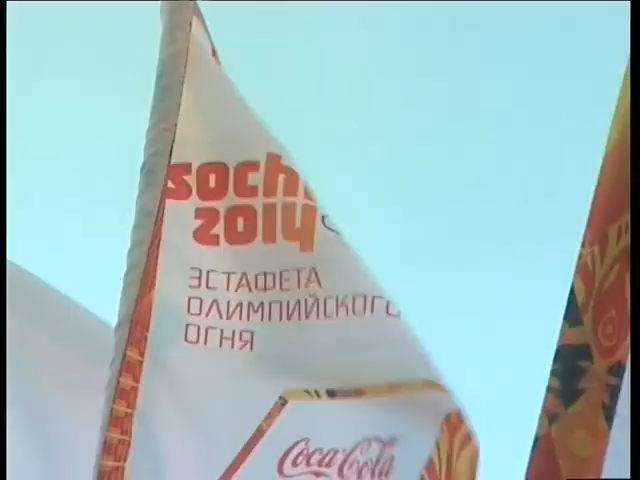 sochi
2014
ЭСТАФЕТА
ОЛИМПИЙСКОГО
ОГНЯ
Coca-Cola